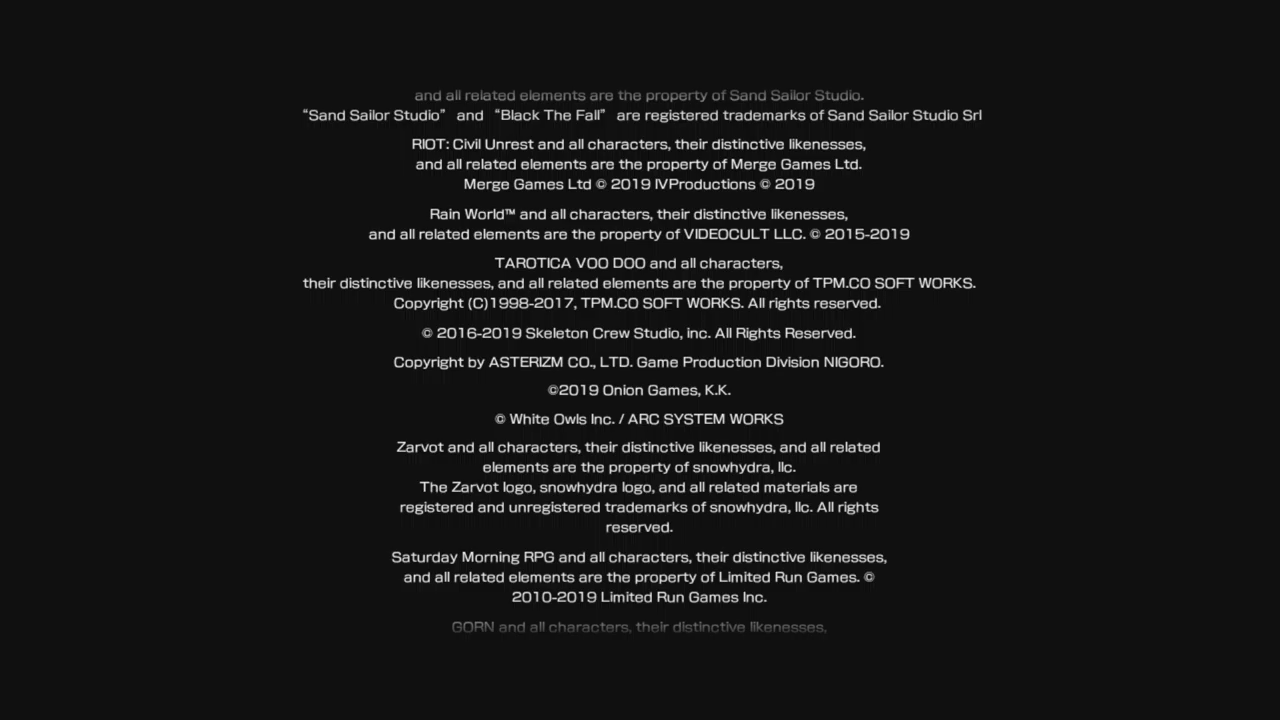 and all related elements are the property of Sand Sailor Studio.
“Sand Sailor Studio” and “Black The Fall” are registered trademarks of Sand Sailor Studio Srl
RIOT: Civil Unrest and all characters, their distinctive likenesses,
and all related elements are the property of Merge Games Ltd.
Merge Games Ltd © 2019 IVProductions © 2019
Rain World™ and all characters, their distinctive likenesses,
and all related elements are the property of VIDEOCULT LLC. © 2015-2019
TAROTICA VOO DOO and all characters,
their distinctive likenesses, and all related elements are the property of TPM.CO SOFT WORKS.
Copyright (C)1998-2017, TPM.CO SOFT WORKS. All rights reserved.
© 2016-2019 Skeleton Crew Studio, inc. All Rights Reserved.
Copyright by ASTERIZM CO., LTD. Game Production Division NIGORO.
©2019 Onion Games, K.K.
© White Owls Inc. / ARC SYSTEM WORKS
Zarvot and all characters, their distinctive likenesses, and all related
elements are the property of snowhydra, llc.
The Zarvot logo, snowhydra logo, and all related materials are
registered and unregistered trademarks of snowhydra, llc. All rights
reserved.
Saturday Morning RPG and all characters, their distinctive likenesses,
and all related elements are the property of Limited Run Games. ©
2010-2019 Limited Run Games Inc.
GORN and all characters, their distinctive likenesses,